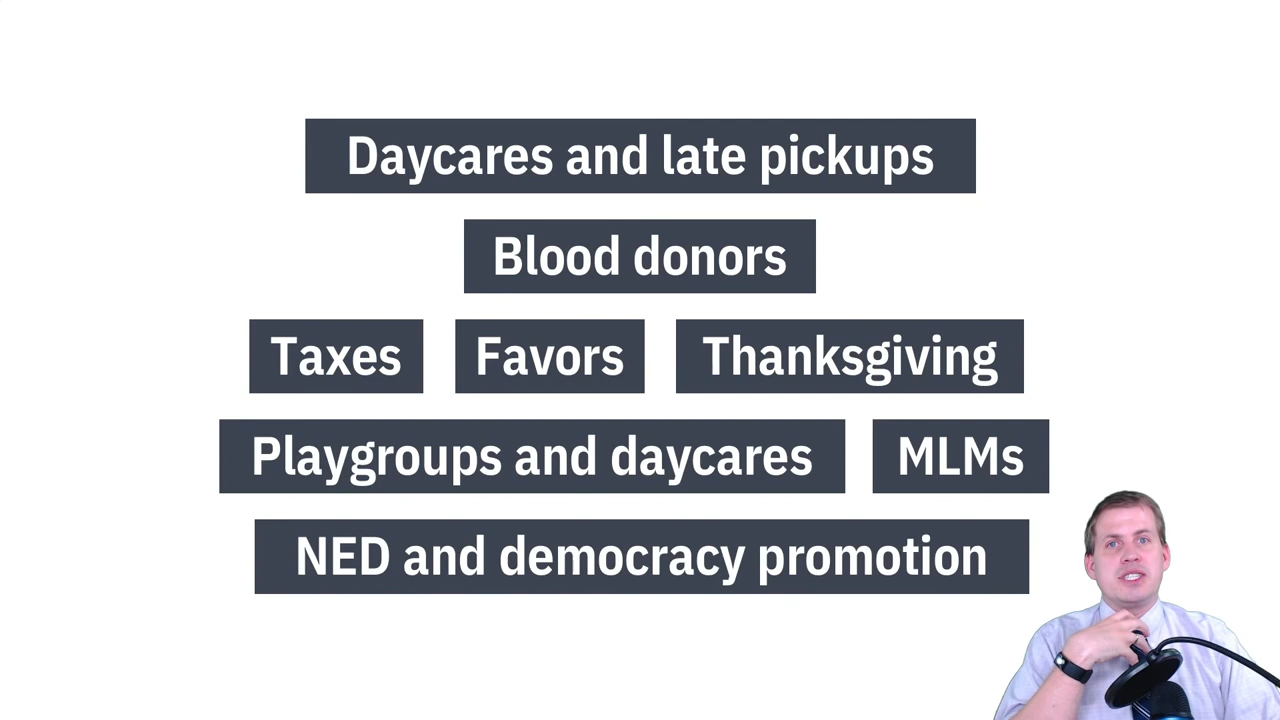 Daycares and late pickups
Blood donors
Taxes Favors Thanksgiving
Playgroups and daycares MLMs
NED and democracy promotion